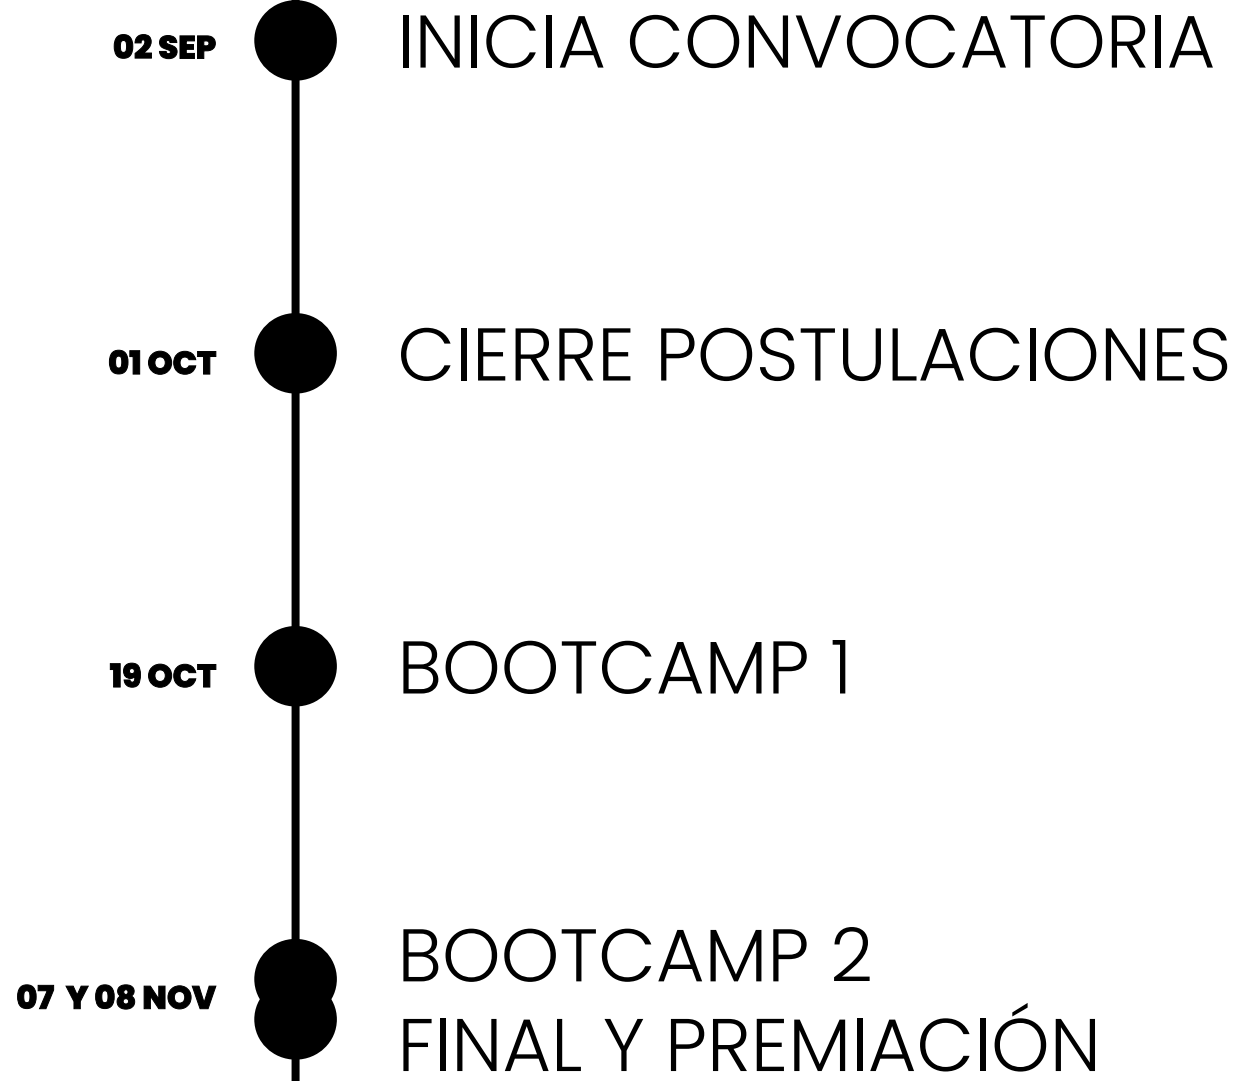 02 SEP
INICIA CONVOCATORIA
01 OCT
CIERRE POSTULACIONES
19 OCT
BOOTCAMP 1
07 Y 08 NOV
BOOTCAMP 2
FINAL Y PREMIACIÓN